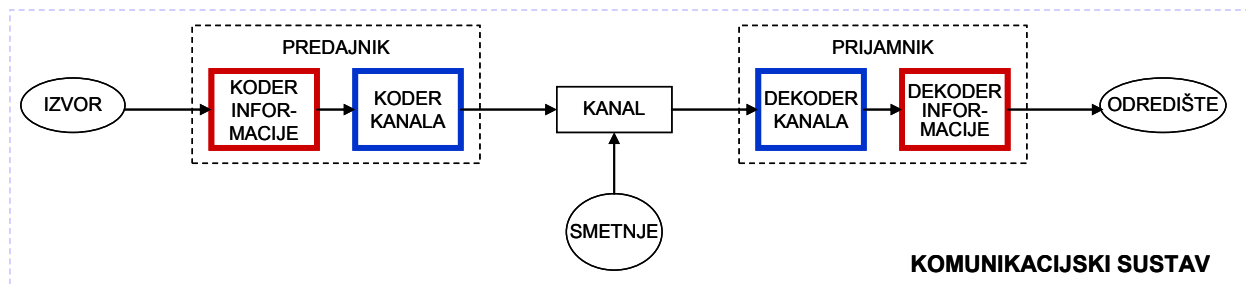 PREDAJNIK
PRIJAMNIK
IZVOR
KODER
INFOR-
MACIJE
KODER
KANALA
KANAL
DEKODER
KANALA
DEKODER
INFOR-
MACIJE
ODREDIŠTE
SMETNJE
KOMUNIKACIJSKI SUSTAV